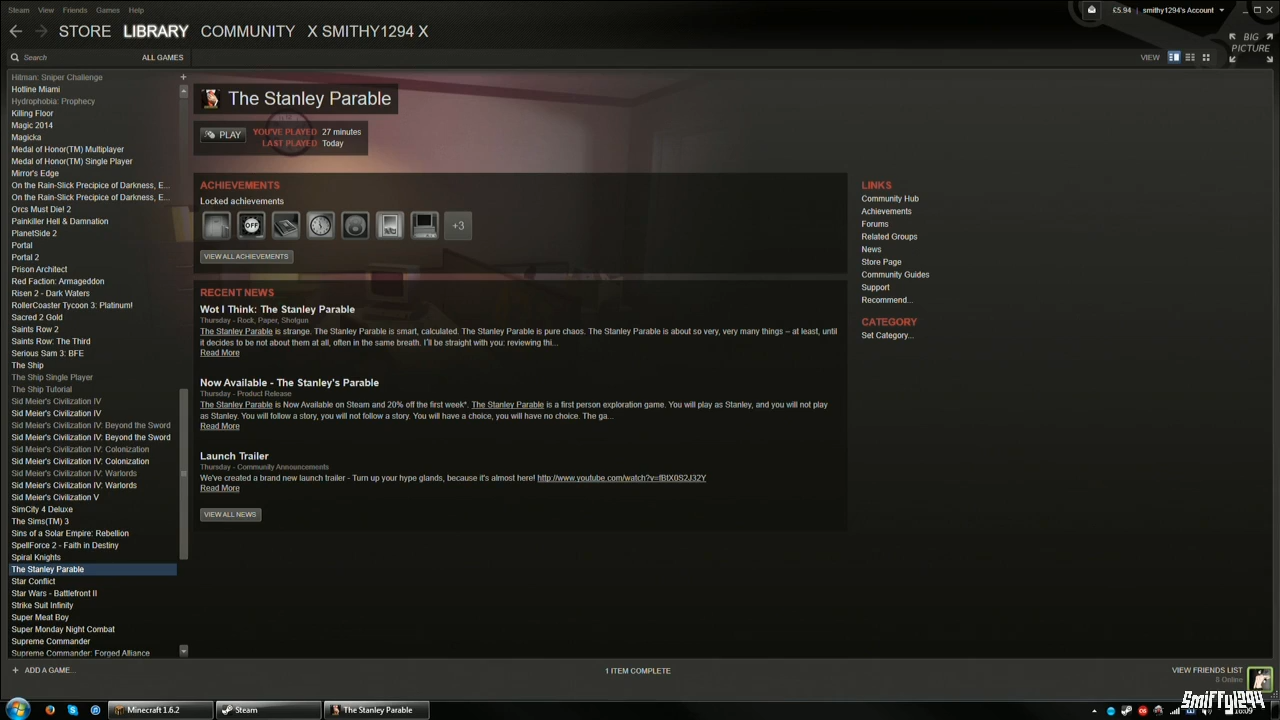 Steam View Friends Games Help
£5.94 smithy1294's Account
STORE LIBRARY COMMUNITY X SMITHY1294 X
BIG PICTURE
Search ALL GAMES
VIEW
Hitman: Sniper Challenge
Hotline Miami
Hydrophobia: Prophecy
Killing Floor
Magic 2014
Magicka
Medal of Honor(TM) Multiplayer
Medal of Honor(TM) Single Player
Mirror's Edge
On the Rain-Slick Precipice of Darkness, E...
On the Rain-Slick Precipice of Darkness, E...
Orcs Must Die! 2
Painkiller Hell & Damnation
PlanetSide 2
Portal
Portal 2
Prison Architect
Red Faction: Armageddon
Risen 2 - Dark Waters
RollerCoaster Tycoon 3: Platinum!
Sacred 2 Gold
Saints Row 2
Saints Row: The Third
Serious Sam 3: BFE
The Ship
The Ship Single Player
The Ship Tutorial
Sid Meier's Civilization IV
Sid Meier's Civilization IV
Sid Meier's Civilization IV: Beyond the Sword
Sid Meier's Civilization IV: Beyond the Sword
Sid Meier's Civilization IV: Colonization
Sid Meier's Civilization IV: Colonization
Sid Meier's Civilization IV: Warlords
Sid Meier's Civilization IV: Warlords
Sid Meier's Civilization V
SimCity 4 Deluxe
The Sims(TM) 3
Sins of a Solar Empire: Rebellion
SpellForce 2 - Faith in Destiny
Spiral Knights
The Stanley Parable
Star Conflict
Star Wars - Battlefront II
Strike Suit Infinity
Super Meat Boy
Super Monday Night Combat
Supreme Commander
Supreme Commander: Forged Alliance
The Stanley Parable
PLAY
YOU'VE PLAYED 27 minutes
LAST PLAYED Today
ACHIEVEMENTS
Locked achievements
OFF +3
VIEW ALL ACHIEVEMENTS
RECENT NEWS
Wot I Think: The Stanley Parable
Thursday - Rock, Paper, Shotgun
The Stanley Parable is strange. The Stanley Parable is smart, calculated. The Stanley Parable is pure chaos. The Stanley Parable is about so very, very many things – at least, until
it decides to be not about them at all, often in the same breath. I'll be straight with you: reviewing thi...
Read More
Now Available - The Stanley's Parable
Thursday - Product Release
The Stanley Parable is Now Available on Steam and 20% off the first week*. The Stanley Parable is a first person exploration game. You will play as Stanley, and you will not play
as Stanley. You will follow a story, you will not follow a story. You will have a choice, you will have no choice. The ga...
Read More
Launch Trailer
Thursday - Community Announcements
We've created a brand new launch trailer - Turn up your hype glands, because it's almost here! http://www.youtube.com/watch?v=fBtX0S2J32Y
Read More
VIEW ALL NEWS
LINKS
Community Hub
Achievements
Forums
Related Groups
News
Store Page
Community Guides
Support
Recommend...
CATEGORY
Set Category...
+ ADD A GAME...
1 ITEM COMPLETE
VIEW FRIENDS LIST
8 Online
Smiffy1294
Minecraft 1.6.2 Steam The Stanley Parable
16:09